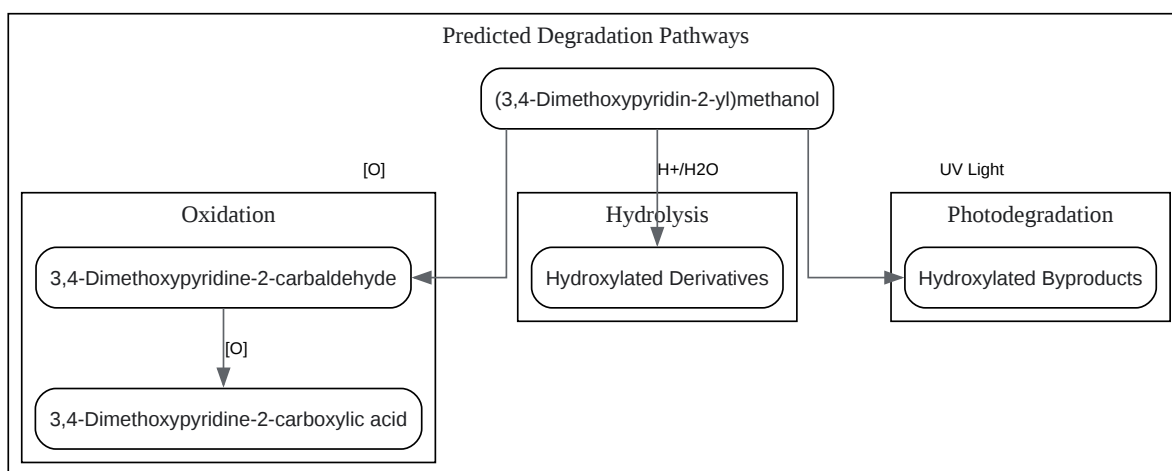 Predicted Degradation Pathways
(3,4-Dimethoxypyridin-2-yl)methanol
[O]
H+/H2O
UV Light
Oxidation
Hydrolysis
Photodegradation
3,4-Dimethoxypyridine-2-carbaldehyde
Hydroxylated Derivatives
Hydroxylated Byproducts
[O]
3,4-Dimethoxypyridine-2-carboxylic acid